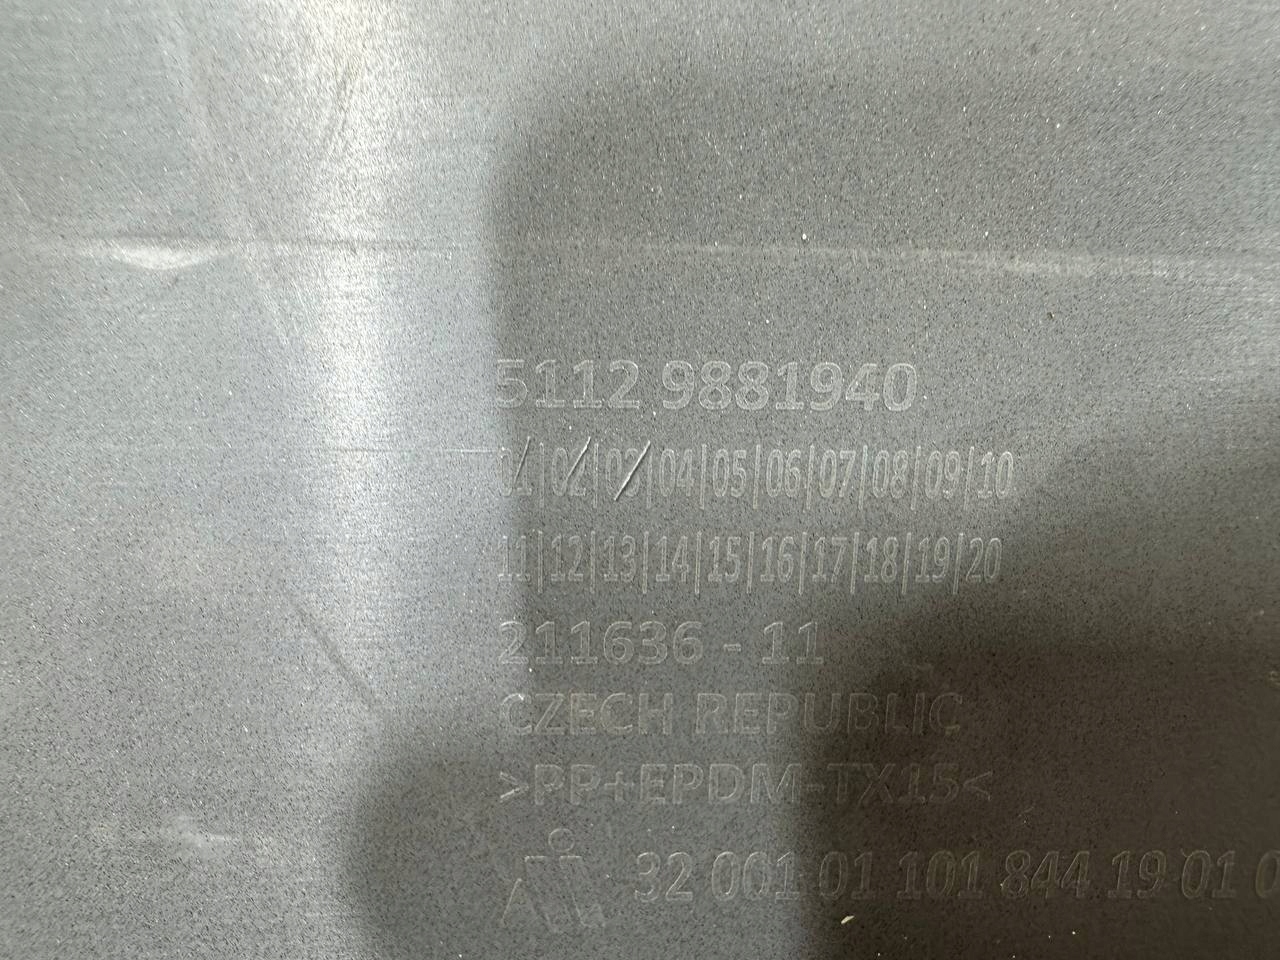 5112 9881940
01|02|03|04|05|06|07|08|09|10
11|12|13|14|15|16|17|18|19|20
211636 - 11
CZECH REPUBLIC
>PP+EPDM-TX15<
32 001 01 101 844 19 01 0